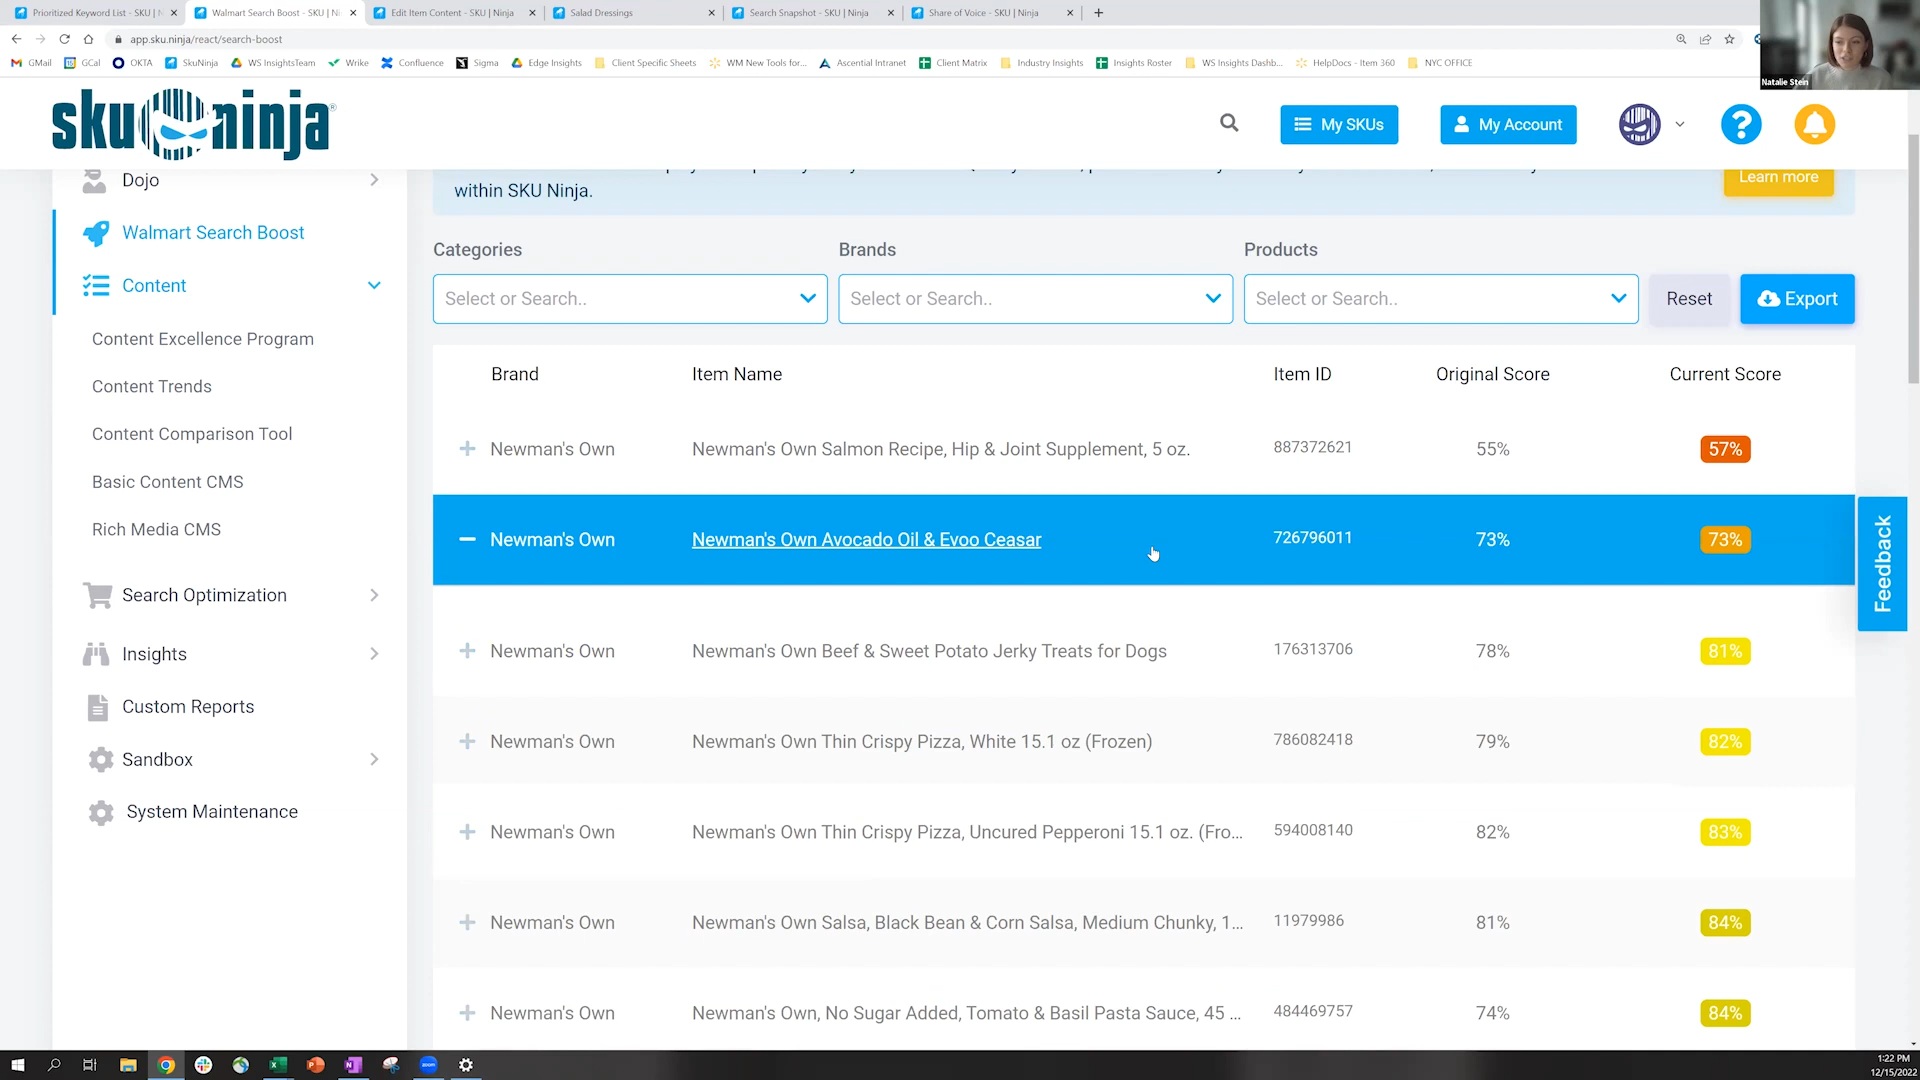 Prioritized Keyword List - SKU | N
Walmart Search Boost - SKU | Ni
Edit Item Content - SKU | Ninja
Salad Dressings
Search Snapshot - SKU | Ninja
Share of Voice - SKU | Ninja
app.sku.ninja/react/search-boost
GMail
GCal
OKTA
SkuNinja
WS InsightsTeam
Wrike
Confluence
Sigma
Edge Insights
Client Specific Sheets
WM New Tools for...
Ascential Intranet
Client Matrix
Industry Insights
Insights Roster
WS Insights Dashb...
HelpDocs - Item 360
NYC OFFICE
Natalie Stein
sku ninja®
My SKUs
My Account
?
Dojo
Walmart Search Boost
Content
Content Excellence Program
Content Trends
Content Comparison Tool
Basic Content CMS
Rich Media CMS
Search Optimization
Insights
Custom Reports
Sandbox
System Maintenance
within SKU Ninja.
Learn more
Categories
Brands
Products
Select or Search..
Select or Search..
Select or Search..
Reset
Export
Brand Item Name Item ID Original Score Current Score
Newman's Own Newman's Own Salmon Recipe, Hip & Joint Supplement, 5 oz. 887372621 55% 57%
Newman's Own Newman's Own Avocado Oil & Evoo Ceasar 726796011 73% 73%
Newman's Own Newman's Own Beef & Sweet Potato Jerky Treats for Dogs 176313706 78% 81%
Newman's Own Newman's Own Thin Crispy Pizza, White 15.1 oz (Frozen) 786082418 79% 82%
Newman's Own Newman's Own Thin Crispy Pizza, Uncured Pepperoni 15.1 oz. (Fro... 594008140 82% 83%
Newman's Own Newman's Own Salsa, Black Bean & Corn Salsa, Medium Chunky, 1... 11979986 81% 84%
Newman's Own Newman's Own, No Sugar Added, Tomato & Basil Pasta Sauce, 45 ... 484469757 74% 84%
Feedback
1:22 PM
12/15/2022